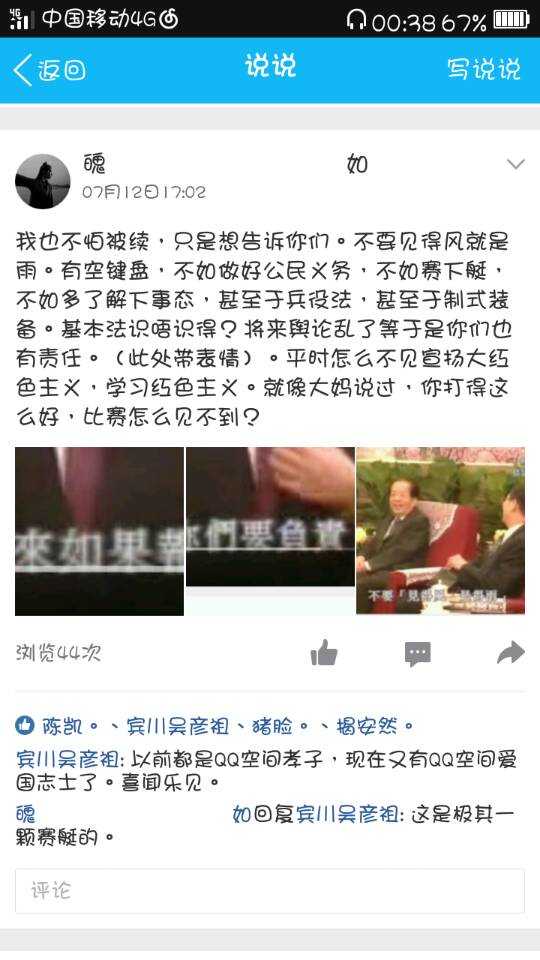 中国移动4G
00:38 67%
返回
说说
写说说
魄 如
07月12日17:02
我也不怕被续，只是想告诉你们。不要见得风就是
雨。有空键盘，不如做好公民义务，不如赛下艇，
不如多了解下事态，甚至于兵役法，甚至于制式装
备。基本法识唔识得？将来舆论乱了等于是你们也
有责任。（此处带表情）。平时怎么不见宣扬大红
色主义，学习红色主义。就像大妈说过，你打得这
么好，比赛怎么见不到？
來如果報
你們要負責
不要「見得風
浏览44次
陈凯。、宾川吴彦祖、猪脸。、揭安然。
宾川吴彦祖: 以前都是QQ空间孝子，现在又有QQ空间爱
国志士了。喜闻乐见。
魄 如回复宾川吴彦祖: 这是极其一
颗赛艇的。
评论